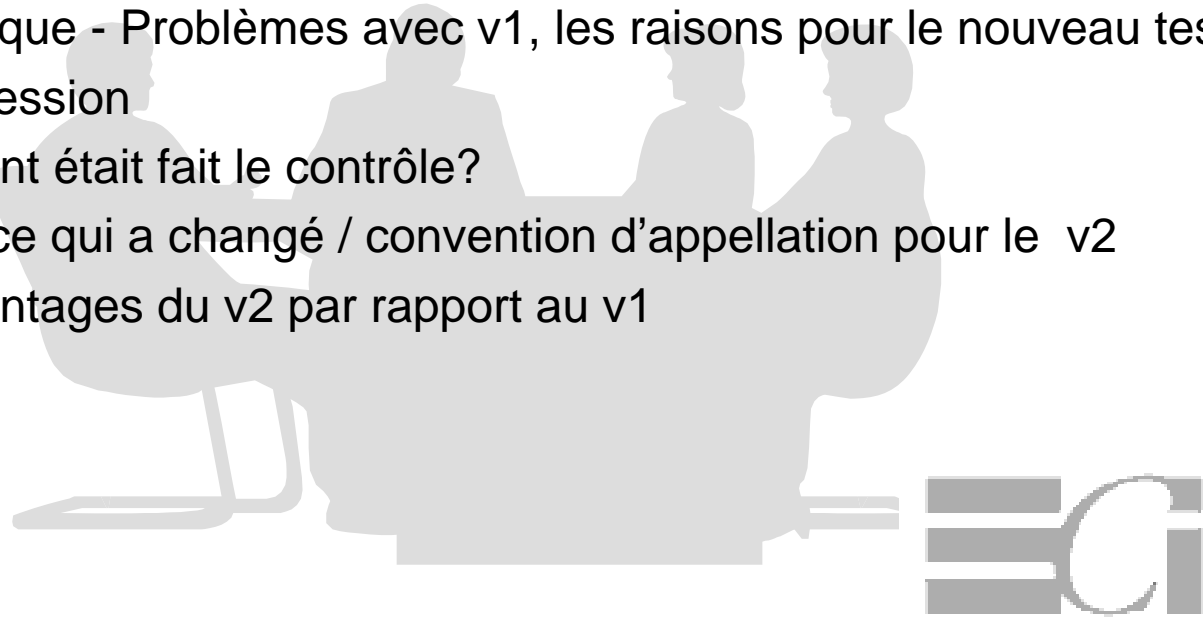 que - Problèmes avec v1, les raisons pour le nouveau tes
ession
nt était fait le contrôle?
ce qui a changé / convention d'appellation pour le v2
ntages du v2 par rapport au v1
ECi